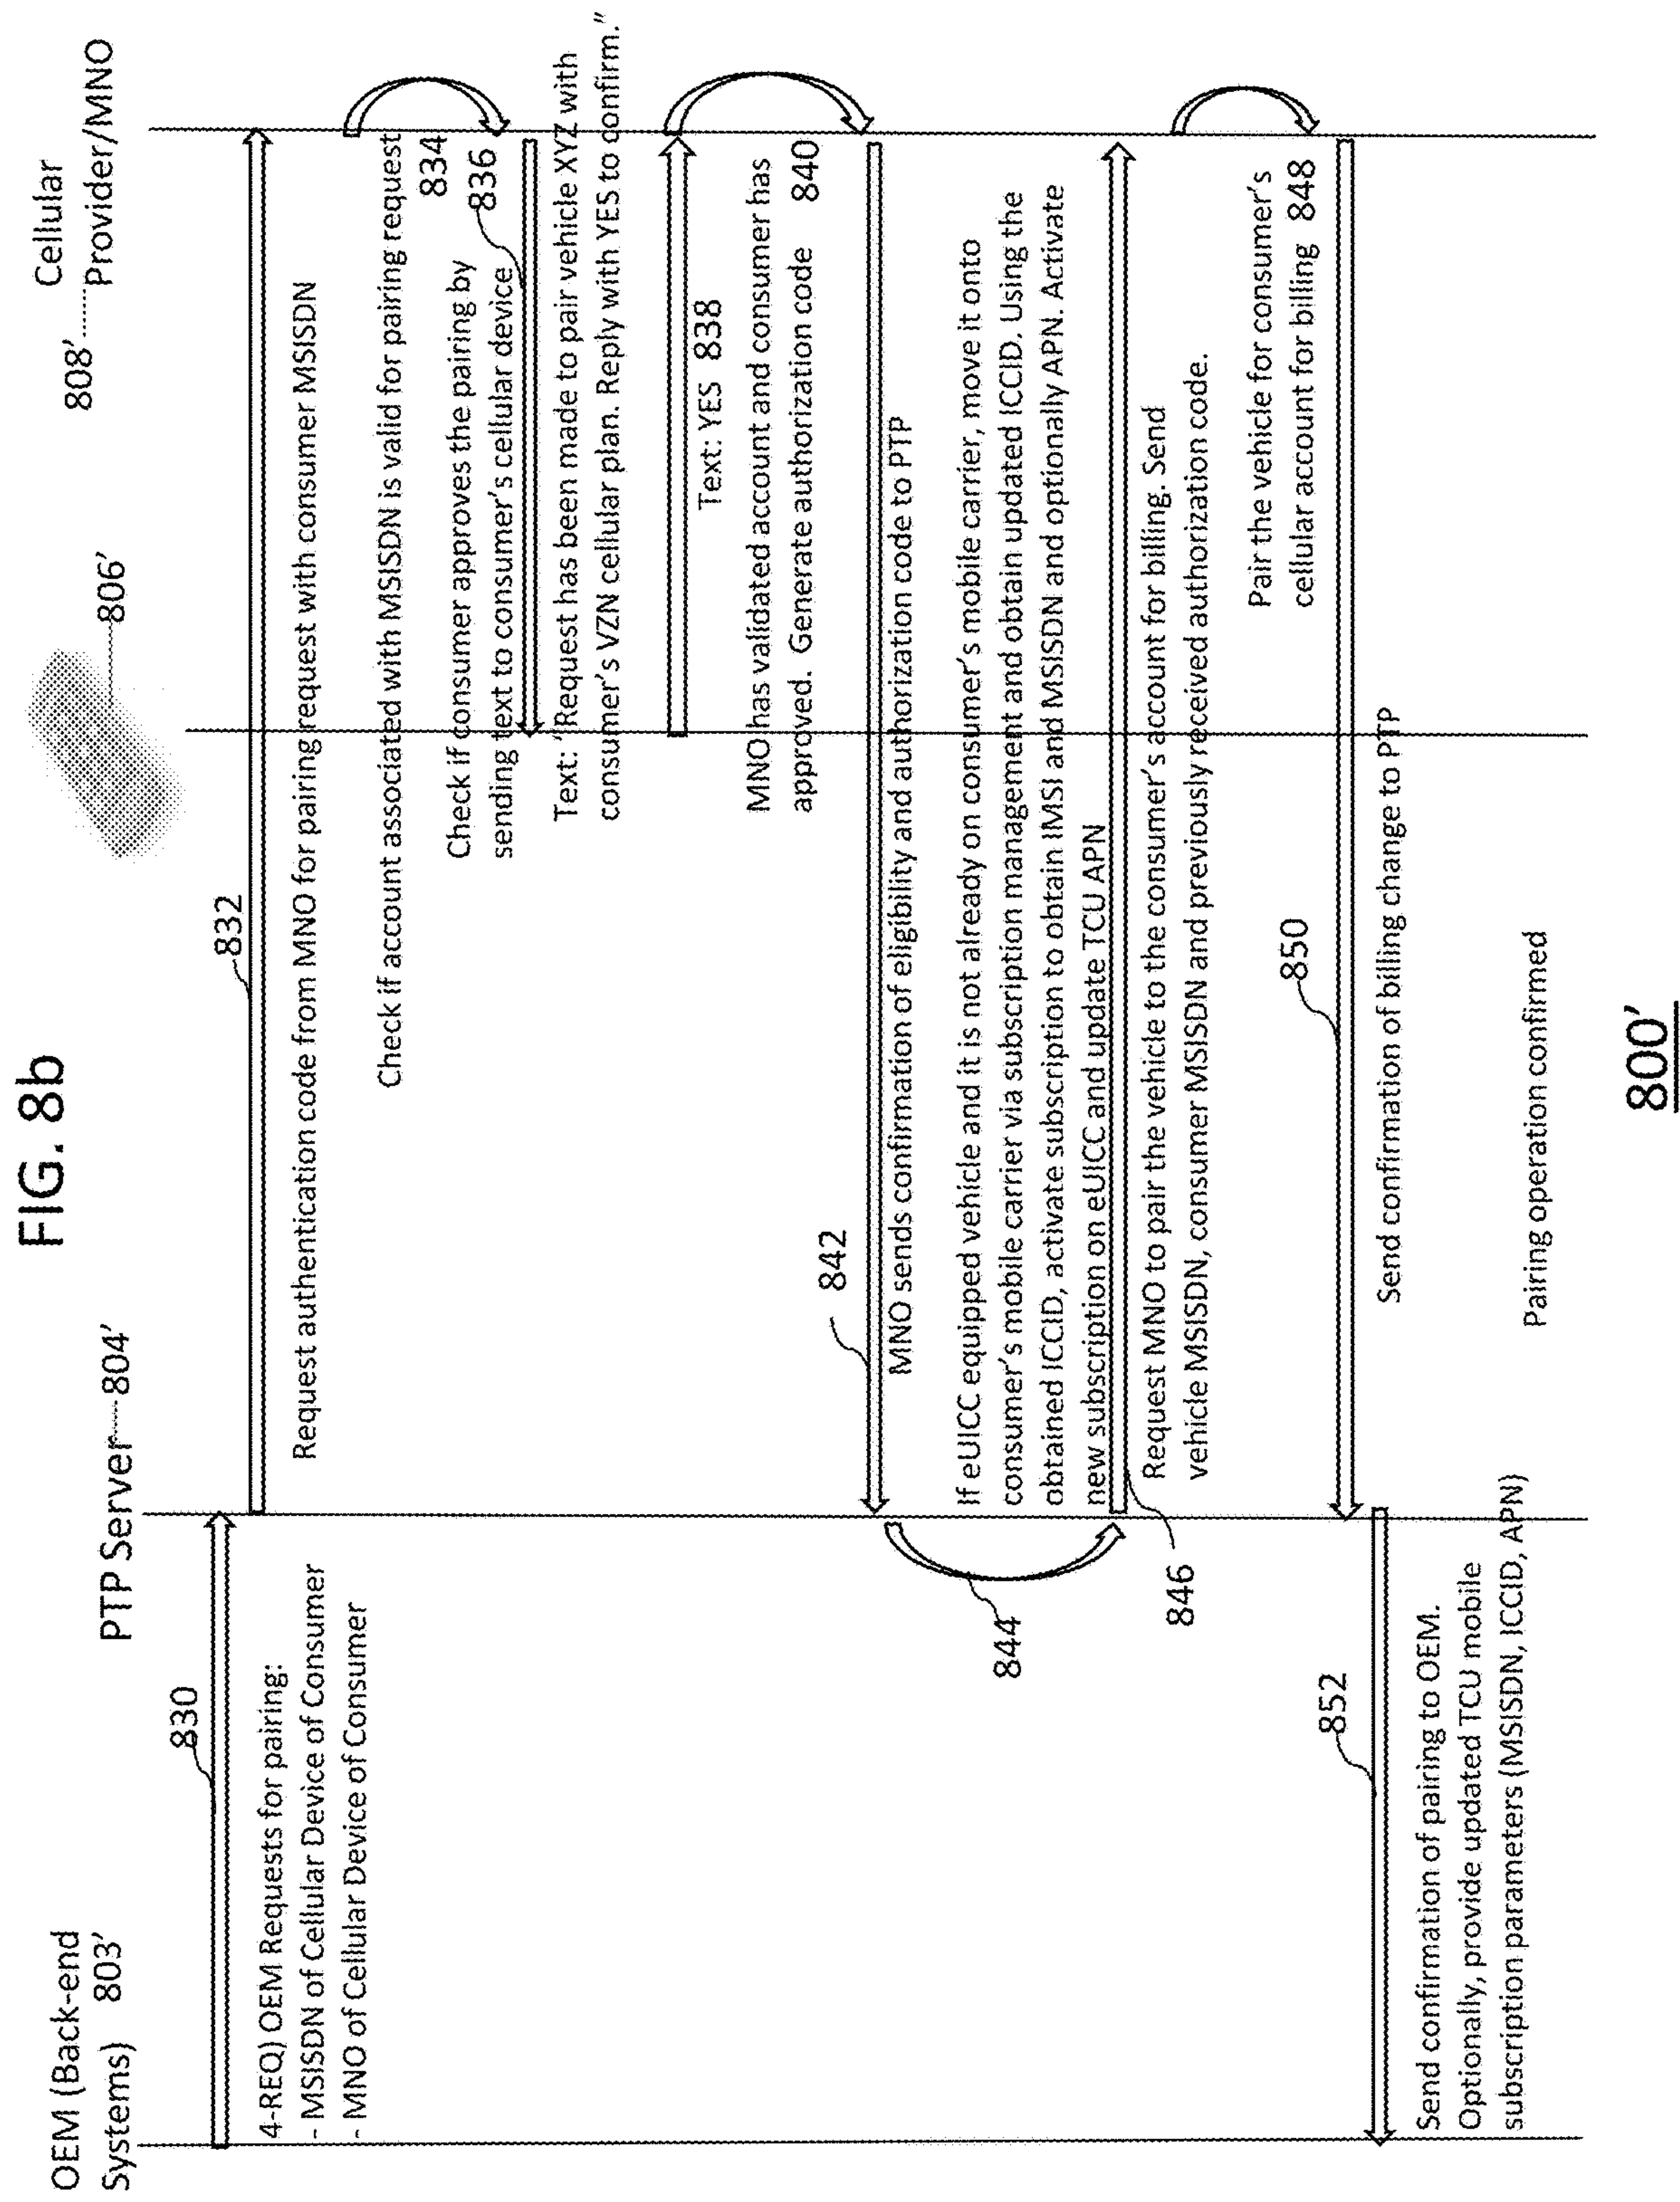 FIG. 8b
OEM (Back-end
Systems) 803'
PTP Server 804'
806'
808' Cellular
Provider/MNO
830
4-REQ) OEM Requests for pairing:
- MSISDN of Cellular Device of Consumer
- MNO of Cellular Device of Consumer
832
Request authentication code from MNO for pairing request with consumer MSISDN
Check if account associated with MSISDN is valid for pairing request
834
Check if consumer approves the pairing by
sending text to consumer's cellular device
836
Text: "Request has been made to pair vehicle XYZ with
consumer's VZN cellular plan. Reply with YES to confirm."
Text: YES 838
MNO has validated account and consumer has
approved. Generate authorization code 840
842
MNO sends confirmation of eligibility and authorization code to PTP
If eUICC equipped vehicle and it is not already on consumer's mobile carrier, move it onto
consumer's mobile carrier via subscription management and obtain updated ICCID. Using the
obtained ICCID, activate subscription to obtain IMSI and MSISDN and optionally APN. Activate
new subscription on eUICC and update TCU APN
844
846
Request MNO to pair the vehicle to the consumer's account for billing. Send
vehicle MSISDN, consumer MSISDN and previously received authorization code.
Pair the vehicle for consumer's
cellular account for billing 848
850
Send confirmation of billing change to PTP
852
Send confirmation of pairing to OEM.
Optionally, provide updated TCU mobile
subscription parameters (MSISDN, ICCID, APN)
Pairing operation confirmed
800'